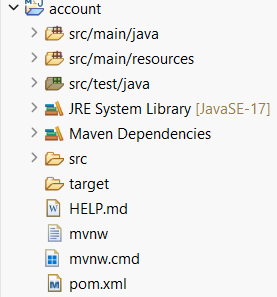 account
src/main/java
src/main/resources
src/test/java
JRE System Library [JavaSE-17]
Maven Dependencies
src
target
HELP.md
mvnw
mvnw.cmd
pom.xml